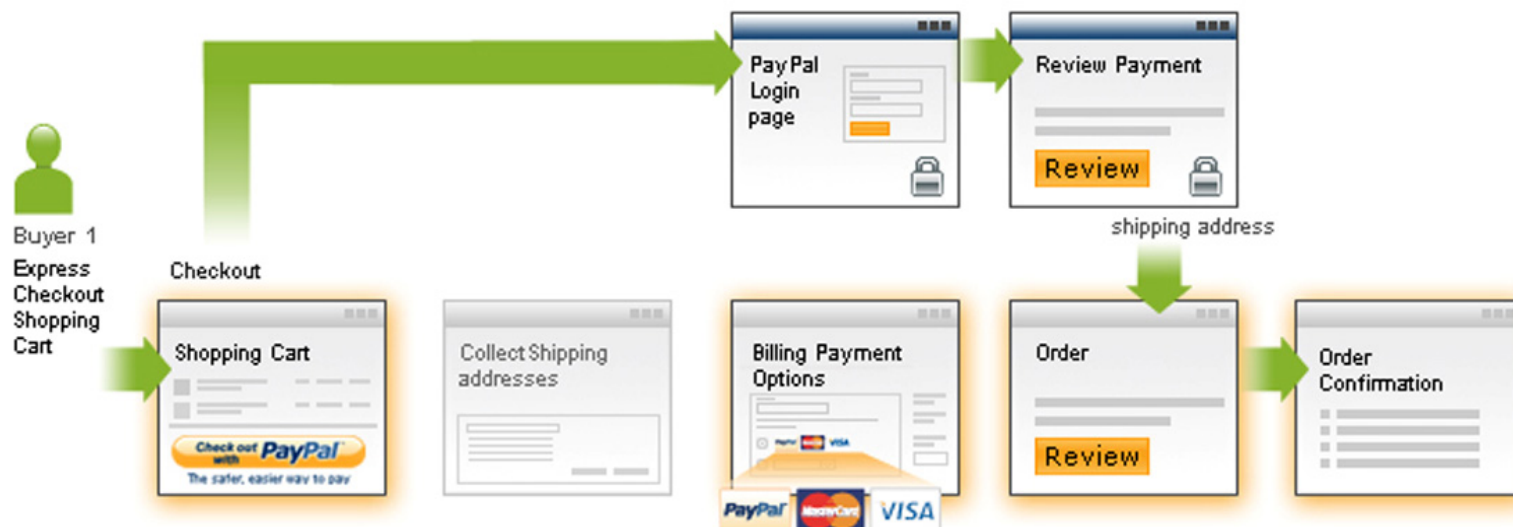 PayPal
Login
page
Review Payment
Review
Buyer 1
Express
Checkout
Shopping
Cart
shipping address
Checkout
Shopping Cart
Check out
with
PayPal
The safer, easier way to pay
Collect Shipping
addresses
Billing Payment
Options
PayPal MasterCard VISA
PayPal MasterCard VISA
Order
Review
Order
Confirmation